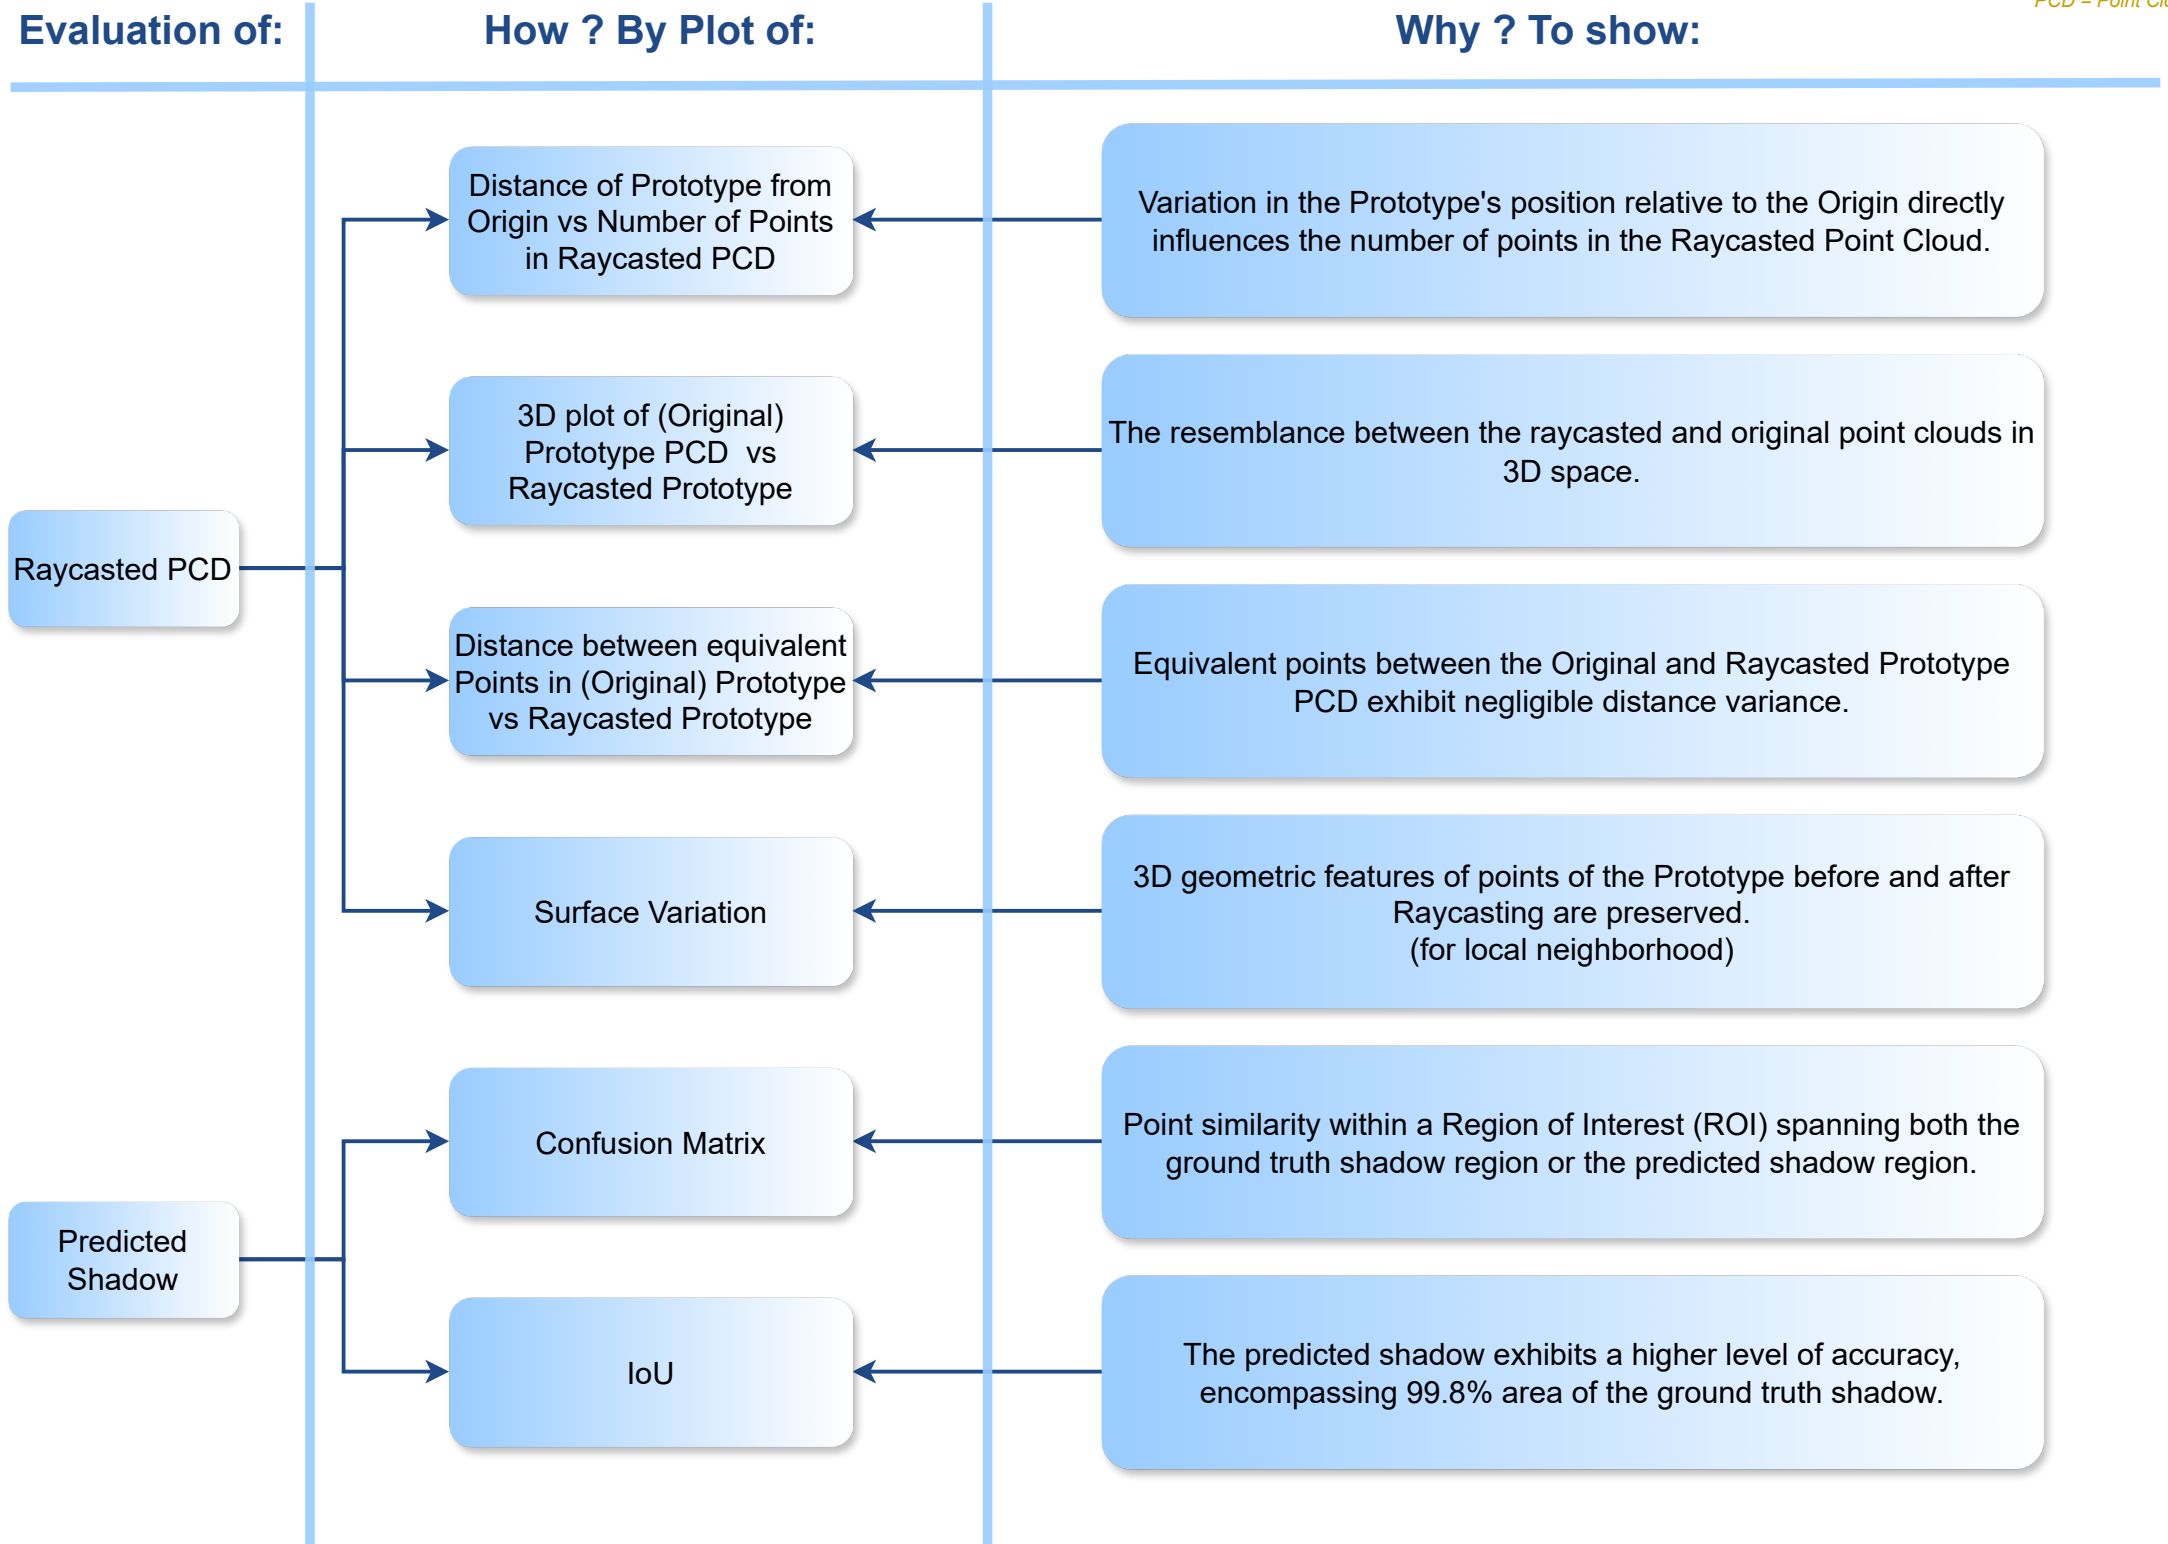 PCD = Point
Evaluation of:
How ? By Plot of:
Why ? To show:
Distance of Prototype from
Origin vs Number of Points
in Raycasted PCD
Variation in the Prototype's position relative to the Origin directly
influences the number of points in the Raycasted Point Cloud.
3D plot of (Original)
Prototype PCD  vs
Raycasted Prototype
The resemblance between the raycasted and original point clouds in
3D space.
Raycasted PCD
Distance between equivalent
Points in (Original) Prototype
vs Raycasted Prototype
Equivalent points between the Original and Raycasted Prototype
PCD exhibit negligible distance variance.
Surface Variation
3D geometric features of points of the Prototype before and after
Raycasting are preserved.
(for local neighborhood)
Confusion Matrix
Point similarity within a Region of Interest (ROI) spanning both the
ground truth shadow region or the predicted shadow region.
Predicted
Shadow
IoU
The predicted shadow exhibits a higher level of accuracy,
encompassing 99.8% area of the ground truth shadow.